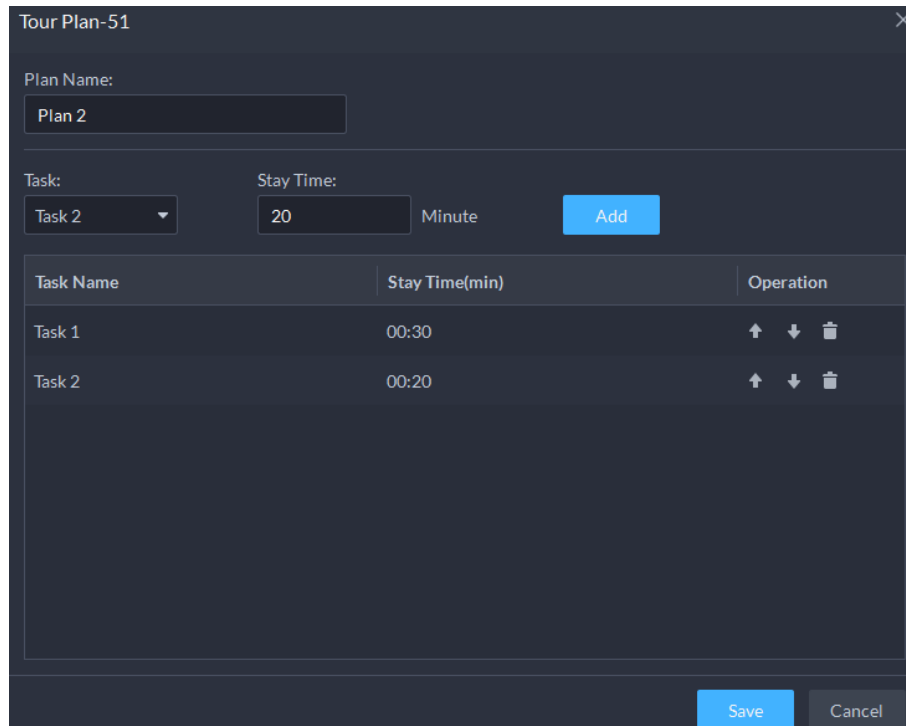 Tour Plan-51
Plan Name:
Plan 2
Task: Stay Time:
Task 2 20 Minute Add
Task Name Stay Time(min) Operation
Task 1 00:30
Task 2 00:20
Save Cancel